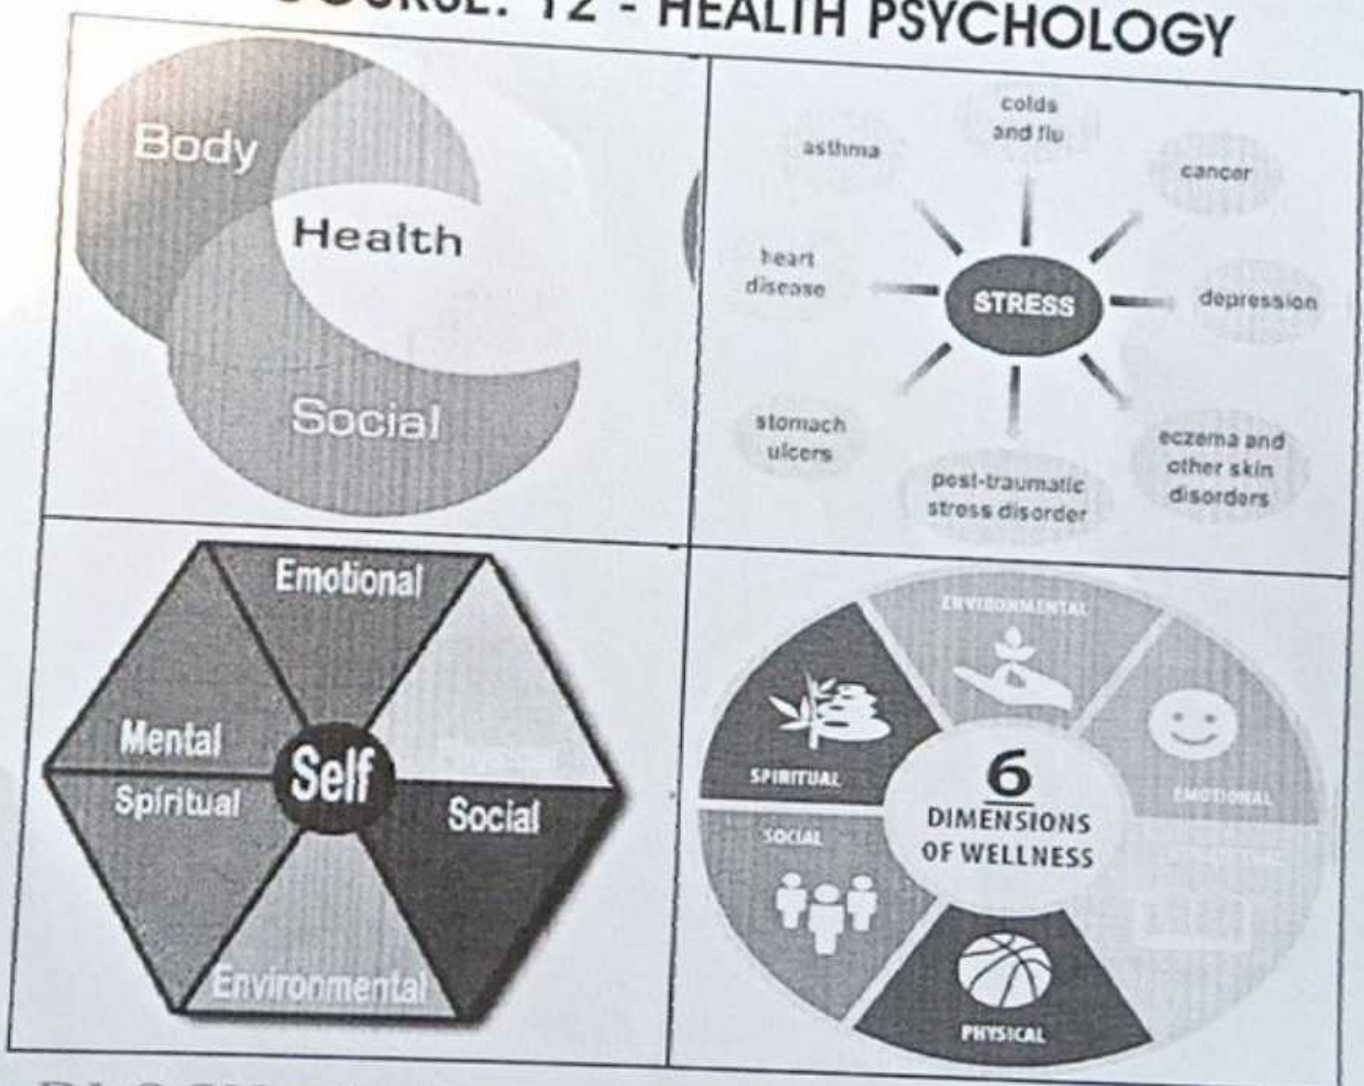 COURSE: 12 - HEALTH PSYCHOLOGY
Body
Health
Social
colds
and flu
asthma
cancer
heart
disease
STRESS
depression
stomach
ulcers
post-traumatic
stress disorder
eczema and
other skin
disorders
Emotional
Mental
Self
Spiritual
Social
Environmental
ENVIRONMENTAL
SPIRITUAL
EMOTIONAL
6
DIMENSIONS
OF WELLNESS
SOCIAL
PHYSICAL